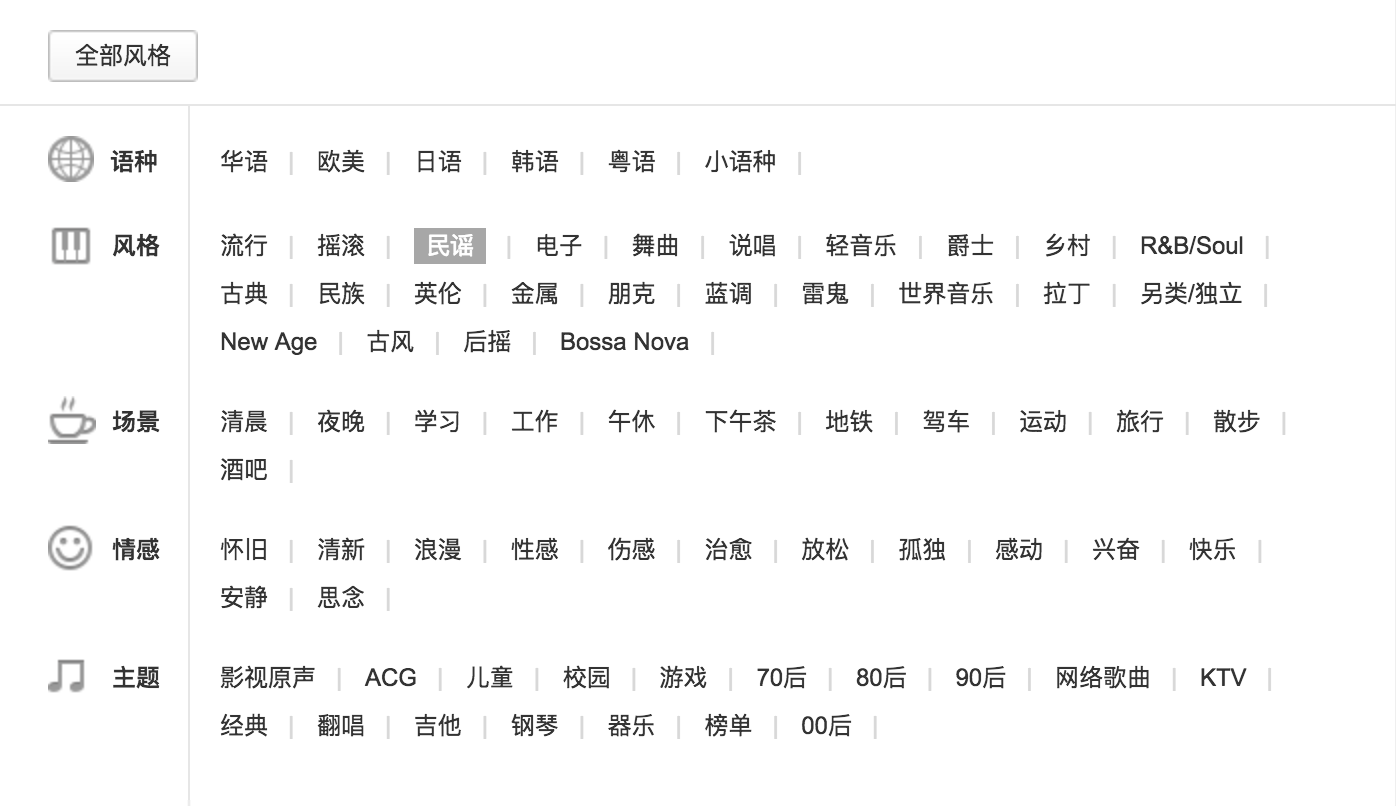 全部风格
语种 华语 | 欧美 | 日语 | 韩语 | 粤语 | 小语种 |
风格 流行 | 摇滚 | 民谣 | 电子 | 舞曲 | 说唱 | 轻音乐 | 爵士 | 乡村 | R&B/Soul |
古典 | 民族 | 英伦 | 金属 | 朋克 | 蓝调 | 雷鬼 | 世界音乐 | 拉丁 | 另类/独立 |
New Age | 古风 | 后摇 | Bossa Nova |
场景 清晨 | 夜晚 | 学习 | 工作 | 午休 | 下午茶 | 地铁 | 驾车 | 运动 | 旅行 | 散步 |
酒吧 |
情感 怀旧 | 清新 | 浪漫 | 性感 | 伤感 | 治愈 | 放松 | 孤独 | 感动 | 兴奋 | 快乐 |
安静 | 思念 |
主题 影视原声 | ACG | 儿童 | 校园 | 游戏 | 70后 | 80后 | 90后 | 网络歌曲 | KTV |
经典 | 翻唱 | 吉他 | 钢琴 | 器乐 | 榜单 | 00后 |